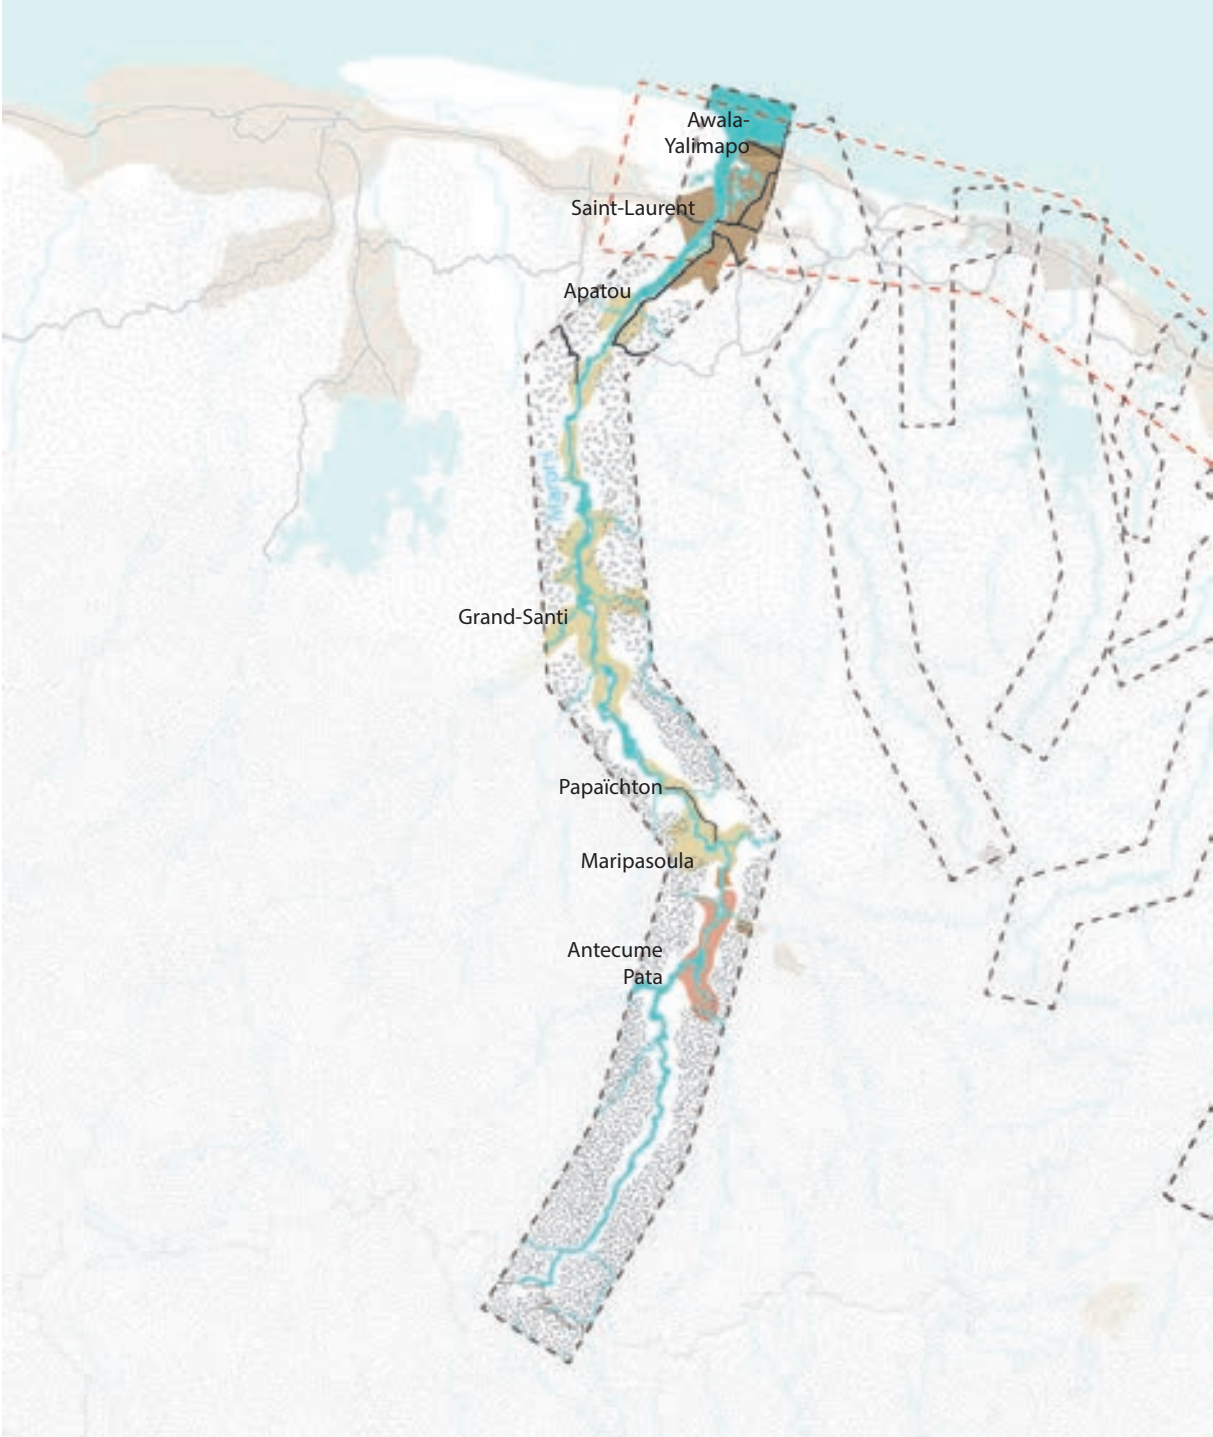 Awala-
Yalimapo
Saint-Laurent
Apatou
Maroni
Grand-Santi
Papaïchton
Maripasoula
Antecume
Pata